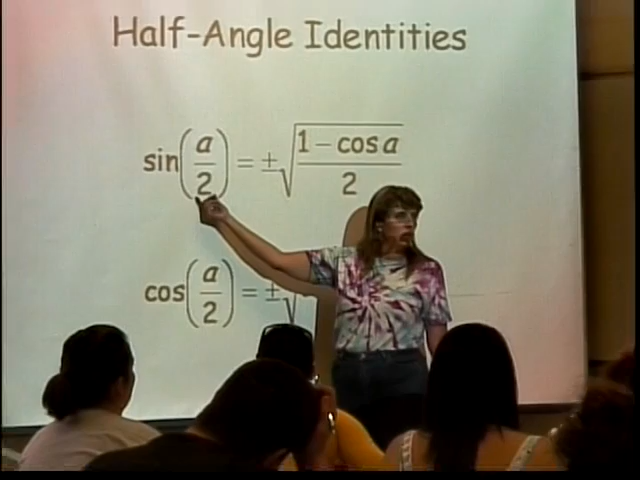 Half-Angle Identities
sin(a/2) = ±√((1 − cos a)/2)
cos(a/2) = ±√